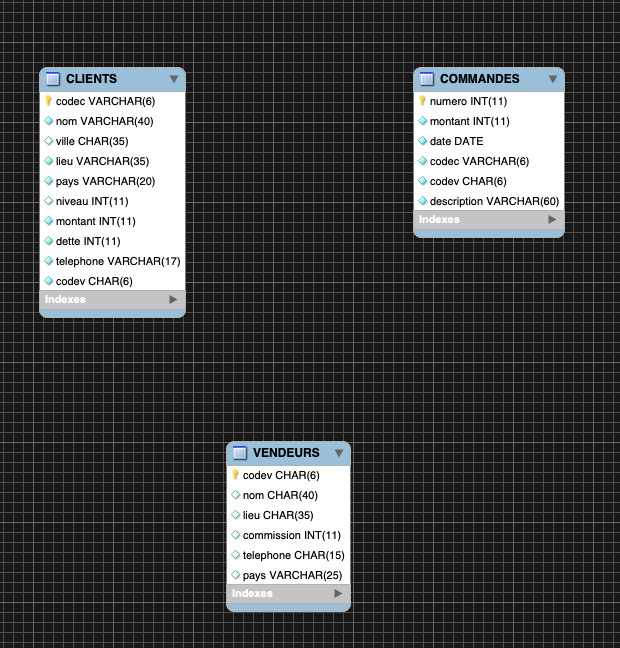 CLIENTS
codec VARCHAR(6)
nom VARCHAR(40)
ville CHAR(35)
lieu VARCHAR(35)
pays VARCHAR(20)
niveau INT(11)
montant INT(11)
dette INT(11)
telephone VARCHAR(17)
codev CHAR(6)
Indexes
COMMANDES
numero INT(11)
montant INT(11)
date DATE
codec VARCHAR(6)
codev CHAR(6)
description VARCHAR(60)
Indexes
VENDEURS
codev CHAR(6)
nom CHAR(40)
lieu CHAR(35)
commission INT(11)
telephone CHAR(15)
pays VARCHAR(25)
Indexes